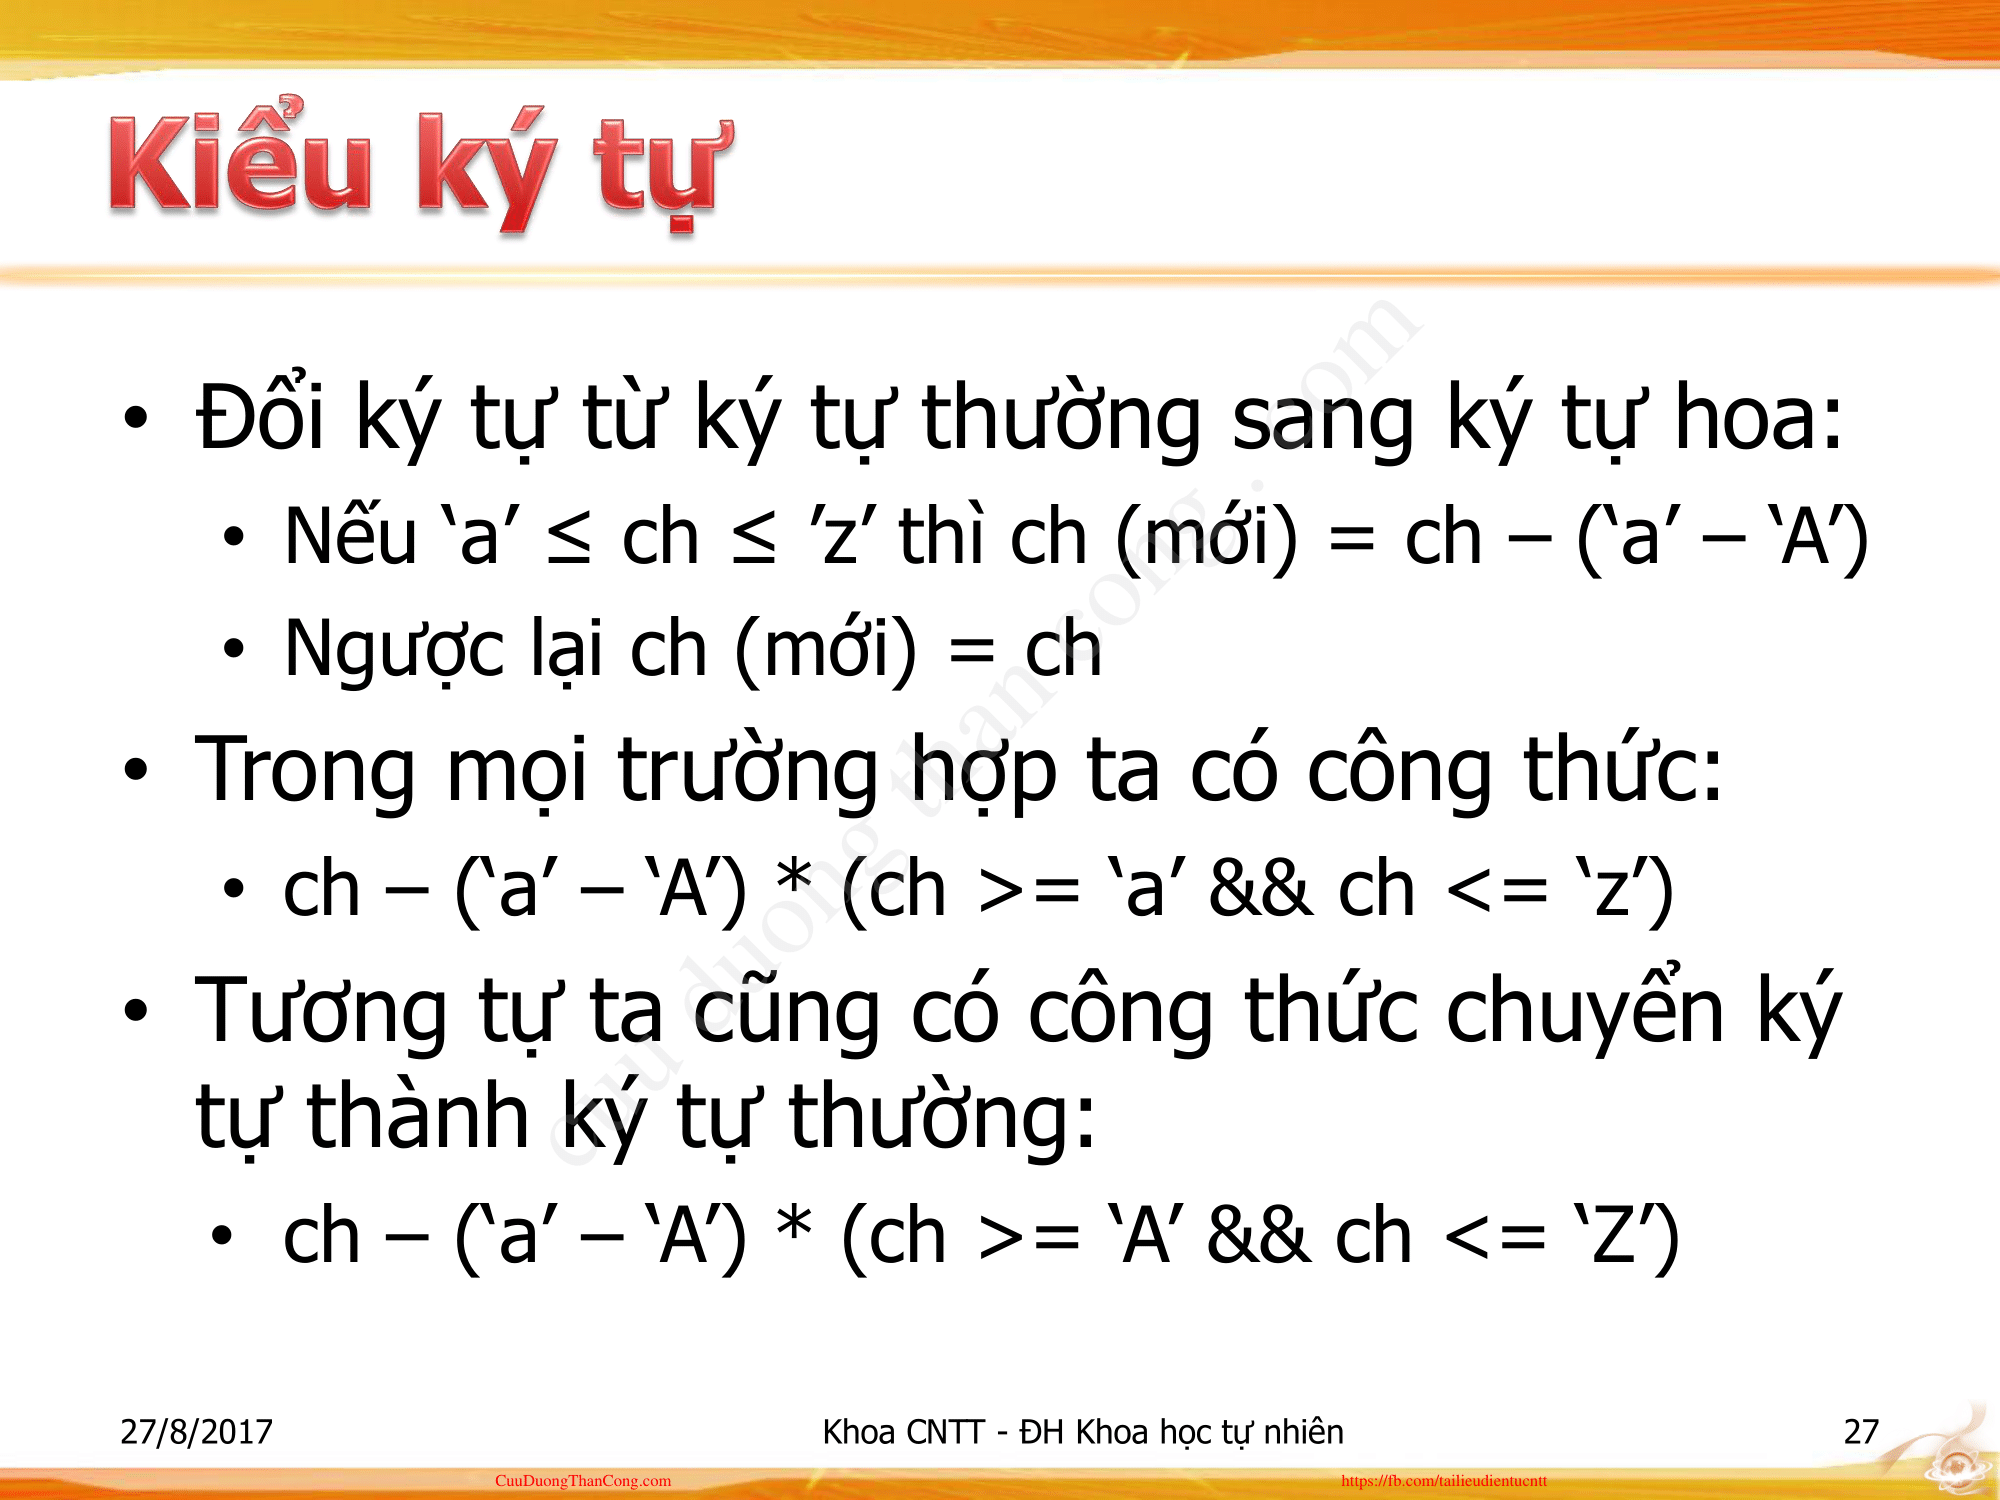 Kiểu ký tự
• Đổi ký tự từ ký tự thường sang ký tự hoa:
• Nếu ‘a’ ≤ ch ≤ ’z’ thì ch (mới) = ch – (‘a’ – ‘A’)
• Ngược lại ch (mới) = ch
• Trong mọi trường hợp ta có công thức:
• ch – (‘a’ – ‘A’) * (ch >= ‘a’ && ch <= ‘z’)
• Tương tự ta cũng có công thức chuyển ký
tự thành ký tự thường:
• ch – (‘a’ – ‘A’) * (ch >= ‘A’ && ch <= ‘Z’)
cuu duong than cong . com
27/8/2017 Khoa CNTT - ĐH Khoa học tự nhiên 27
CuuDuongThanCong.com https://fb.com/tailieudientucntt